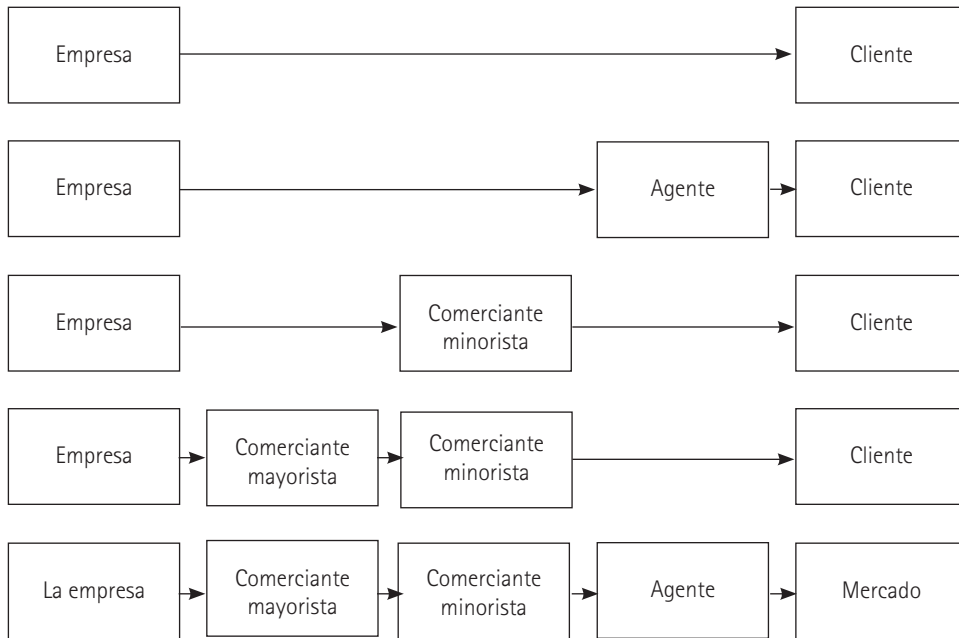 Empresa
Cliente
Empresa
Agente
Cliente
Empresa
Comerciante
minorista
Cliente
Empresa
Comerciante
mayorista
Comerciante
minorista
Cliente
La empresa
Comerciante
mayorista
Comerciante
minorista
Agente
Mercado